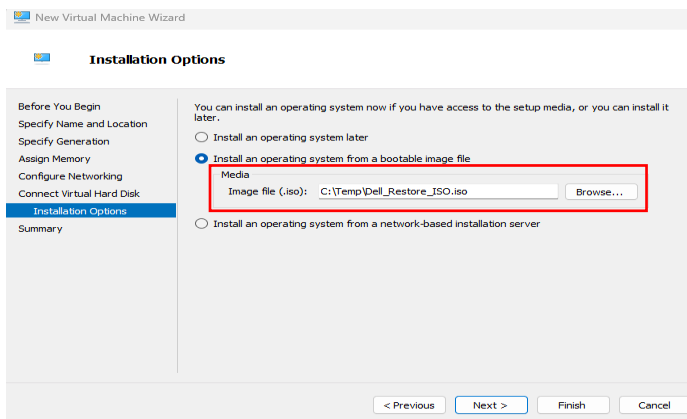 New Virtual Machine Wizard
Installation Options
Before You Begin
Specify Name and Location
Specify Generation
Assign Memory
Configure Networking
Connect Virtual Hard Disk
Installation Options
Summary
You can install an operating system now if you have access to the setup media, or you can install it
later.
Install an operating system later
Install an operating system from a bootable image file
Media
Image file (.iso): C:\Temp\Dell_Restore_ISO.iso Browse...
Install an operating system from a network-based installation server
< Previous Next > Finish Cancel